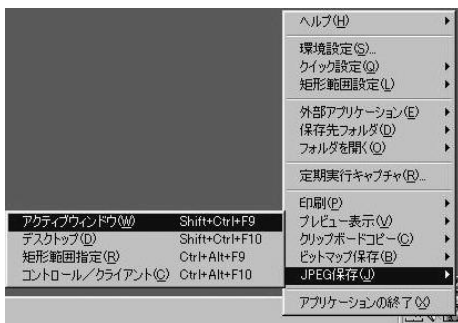 ヘルプ(H)
環境設定(S)...
クイック設定(Q)
矩形範囲設定(L)
外部アプリケーション(E)
保存先フォルダ(D)
フォルダを開く(O)
定期実行キャプチャ(R)...
印刷(P)
プレビュー表示(V)
クリップボードコピー(C)
ビットマップ保存(B)
JPEG保存(J)
アプリケーションの終了(X)
アクティブウィンドウ(W) Shift+Ctrl+F9
デスクトップ(D) Shift+Ctrl+F10
矩形範囲指定(R) Ctrl+Alt+F9
コントロール／クライアント(C) Ctrl+Alt+F10